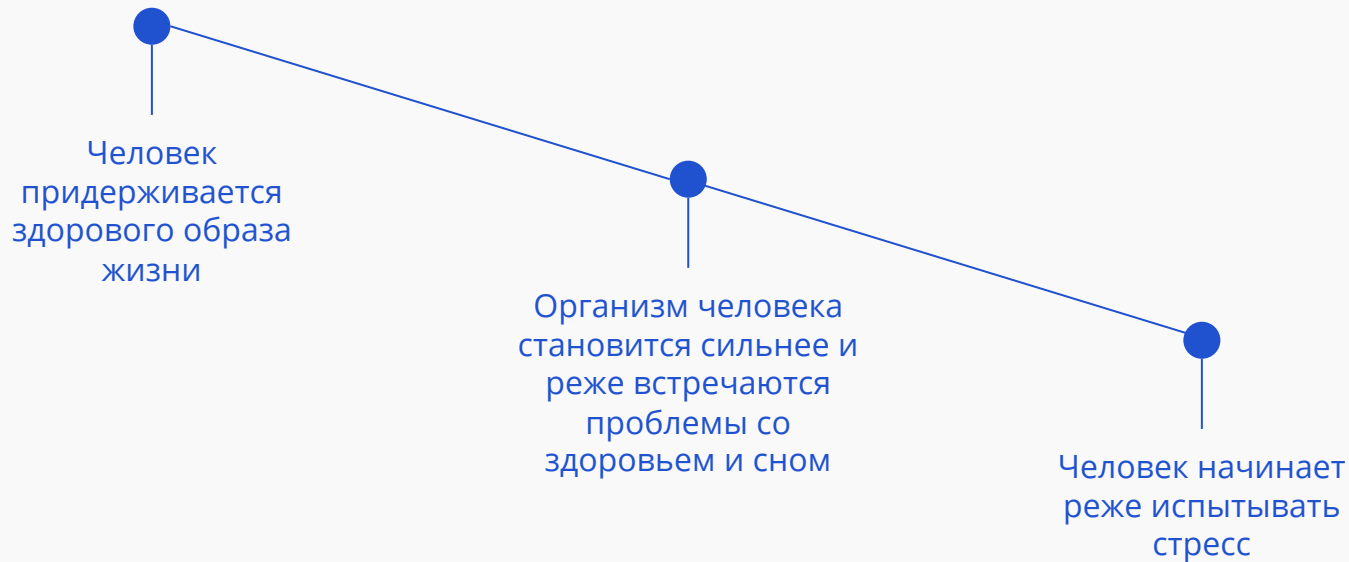 Человек
придерживается
здорового образа
жизни
Организм человека
становится сильнее и
реже встречаются
проблемы со
здоровьем и сном
Человек начинает
реже испытывать
стресс